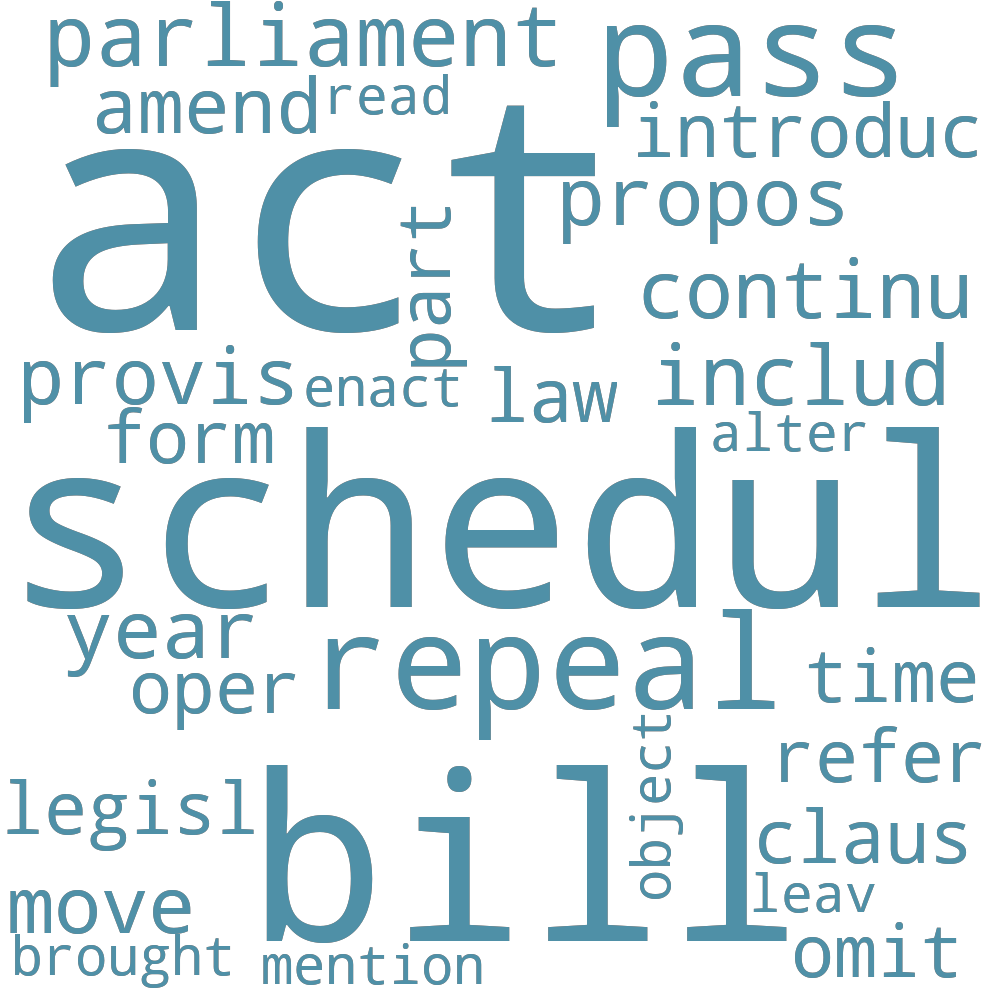 parliament
pass
amend
read
introduc
act
propos
part
continu
provis
enact
law
includ
form
alter
schedul
year
repeal
oper
time
object
refer
legisl
bill
claus
move
leav
brought
mention
omit